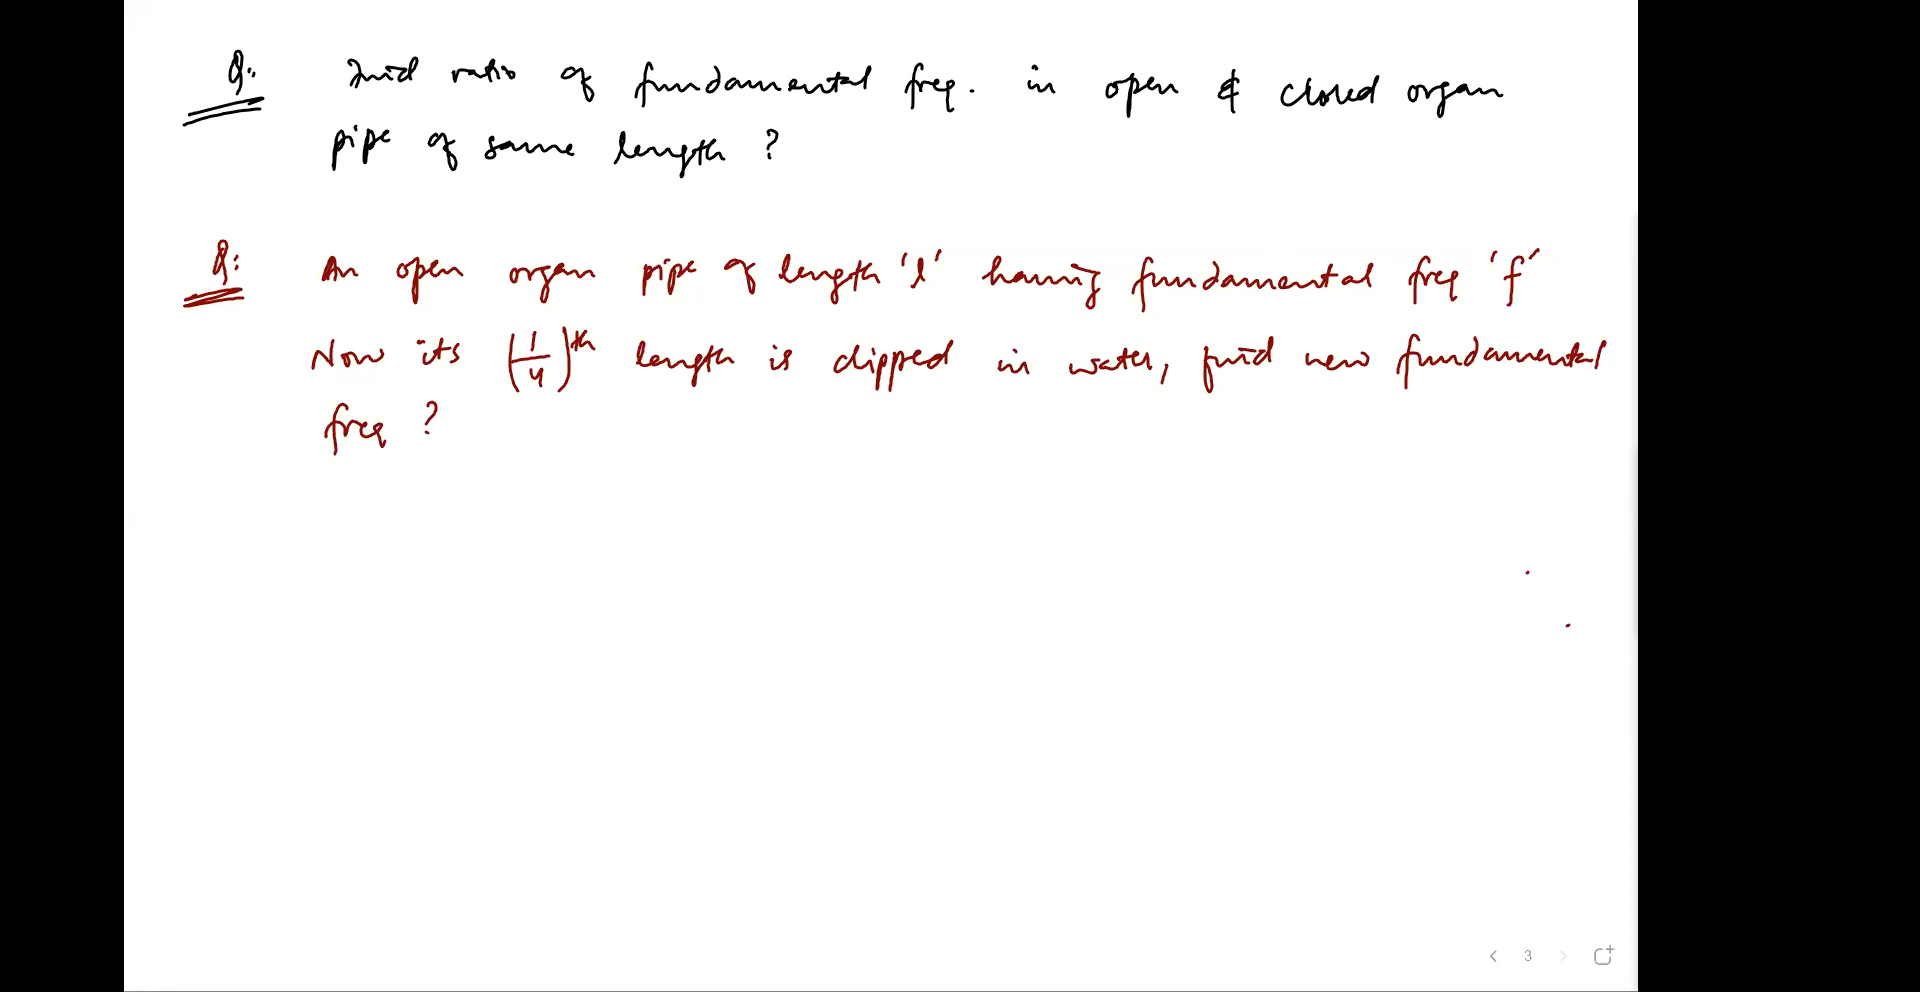 Q:. Find ratio of fundamental freq. in open & closed organ
pipe of same length ?
Q: An open organ pipe of length 'l' having fundamental freq 'f'
Now its (1/4)th length is dipped in water, find new fundamental
freq ?
3